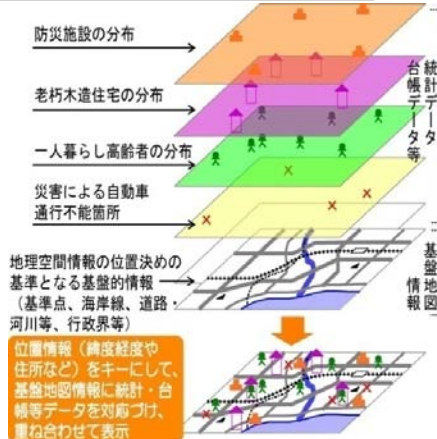 防災施設の分布
老朽木造住宅の分布
一人暮らし高齢者の分布
災害による自動車
通行不能箇所
統計データ
台帳データ等
地理空間情報の位置決めの
基準となる基盤的情報
(基準点、海岸線、道路・
河川等、行政界等)
基盤地図
情報
位置情報(緯度経度や
住所など)をキーにして、
基盤地図情報に統計・台
帳等データを対応づけ、
重ね合わせて表示